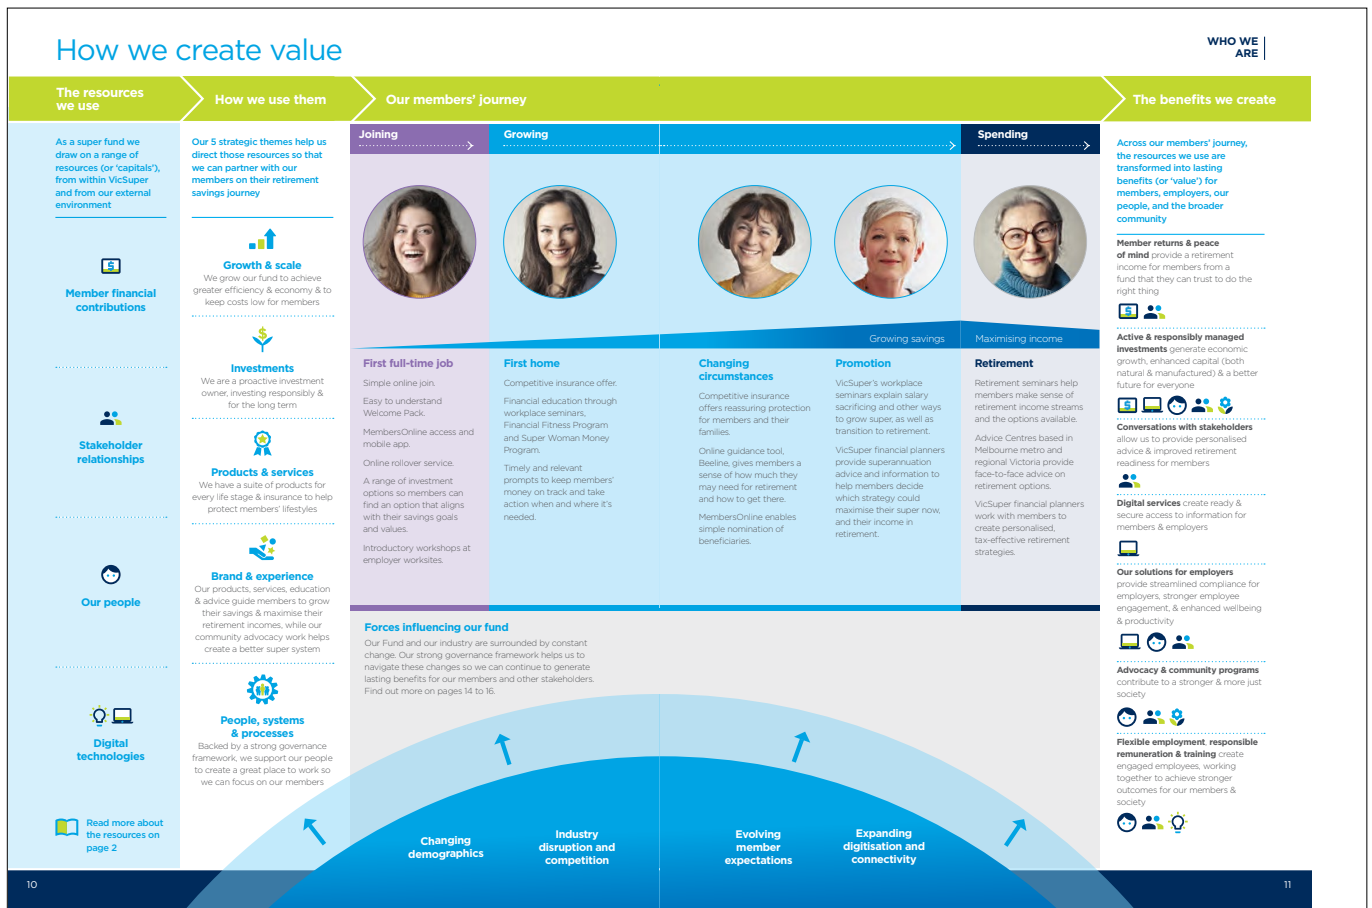 How we create value
WHO WE
ARE
The resources
we use
How we use them
Our members' journey
The benefits we create
As a super fund we
draw on a range of
resources (or 'capitals'),
from within VicSuper
and from our external
environment
Member financial
contributions
Stakeholder
relationships
Our people
Digital
technologies
Read more about
the resources on
page 2
Our 5 strategic themes help us
direct those resources so that
we can partner with our
members on their retirement
savings journey
Growth & scale
We grow our fund to achieve
greater efficiency & economy & to
keep costs low for members
Investments
We are a proactive investment
owner, investing responsibly &
for the long term
Products & services
We have a suite of products for
every life stage & insurance to help
protect members' lifestyles
Brand & experience
Our products, services, education
& advice guide members to grow
their savings & maximise their
retirement incomes, while our
community advocacy work helps
create a better super system
People, systems
& processes
Backed by a strong governance
framework, we support our people
to create a great place to work so
we can focus on our members
Joining
Growing
Spending
Growing savings
Maximising income
First full-time job
Simple online join.
Easy to understand
Welcome Pack.
MembersOnline access and
mobile app.
Online rollover service.
A range of investment
options so members can
find an option that aligns
with their savings goals
and values.
Introductory workshops at
employer worksites.
First home
Competitive insurance offer.
Financial education through
workplace seminars,
Financial Fitness Program
and Super Woman Money
Program.
Timely and relevant
prompts to keep members'
money on track and take
action when and where it's
needed.
Changing
circumstances
Competitive insurance
offers reassuring protection
for members and their
families.
Online guidance tool,
Beeline, gives members a
sense of how much they
may need for retirement
and how to get there.
MembersOnline enables
simple nomination of
beneficiaries.
Promotion
VicSuper's workplace
seminars explain salary
sacrificing and other ways
to grow super, as well as
transition to retirement.
VicSuper financial planners
provide superannuation
advice and information to
help members decide
which strategy could
maximise their super now,
and their income in
retirement.
Retirement
Retirement seminars help
members make sense of
retirement income streams
and the options available.
Advice Centres based in
Melbourne metro and
regional Victoria provide
face-to-face advice on
retirement options.
VicSuper financial planners
work with members to
create personalised,
tax-effective retirement
strategies.
Forces influencing our fund
Our Fund and our industry are surrounded by constant
change. Our strong governance framework helps us to
navigate these changes so we can continue to generate
lasting benefits for our members and other stakeholders.
Find out more on pages 14 to 16.
Changing
demographics
Industry
disruption and
competition
Evolving
member
expectations
Expanding
digitisation and
connectivity
Across our members' journey,
the resources we use are
transformed into lasting
benefits (or 'value') for
members, employers, our
people, and the broader
community
Member returns & peace
of mind provide a retirement
income for members from a
fund that they can trust to do the
right thing
Active & responsibly managed
investments generate economic
growth, enhanced capital (both
natural & manufactured) & a better
future for everyone
Conversations with stakeholders
allow us to provide personalised
advice & improved retirement
readiness for members
Digital services create ready &
secure access to information for
members & employers
Our solutions for employers
provide streamlined compliance for
employers, stronger employee
engagement, & enhanced wellbeing
& productivity
Advocacy & community programs
contribute to a stronger & more just
society
Flexible employment, responsible
remuneration & training create
engaged employees, working
together to achieve stronger
outcomes for our members &
society
10
11